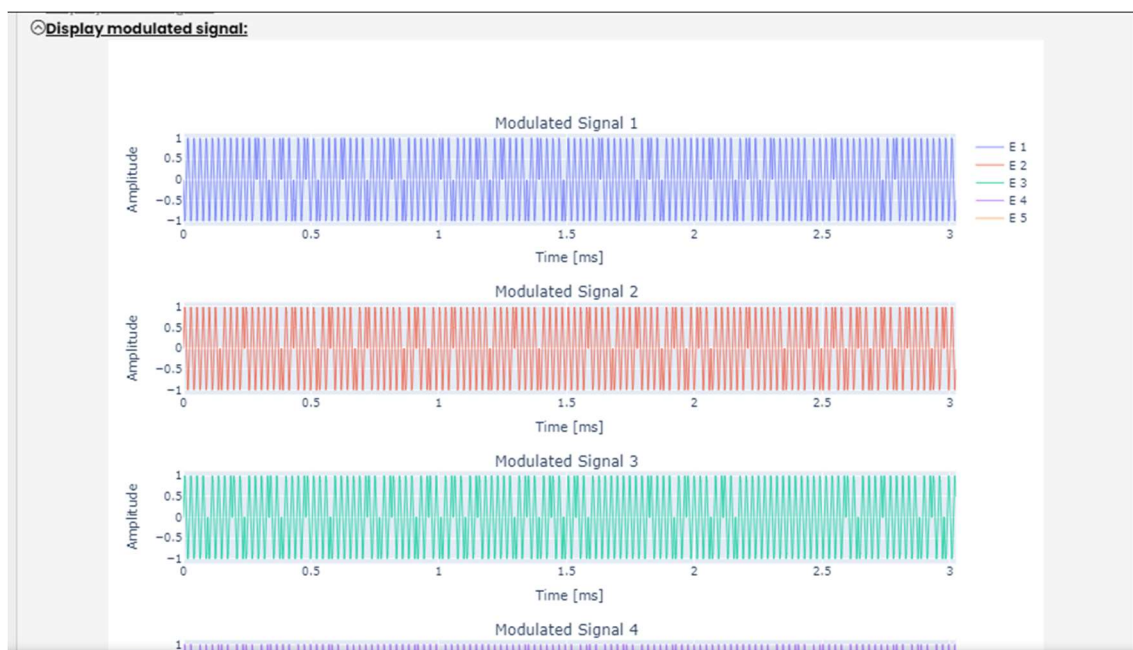 Display modulated signal:
Modulated Signal 1
Amplitude
1
0.5
0
−0.5
−1
0 0.5 1 1.5 2 2.5 3
Time [ms]
E 1
E 2
E 3
E 4
E 5
Modulated Signal 2
Amplitude
1
0.5
0
−0.5
−1
0 0.5 1 1.5 2 2.5 3
Time [ms]
Modulated Signal 3
Amplitude
1
0.5
0
−0.5
−1
0 0.5 1 1.5 2 2.5 3
Time [ms]
Modulated Signal 4
1